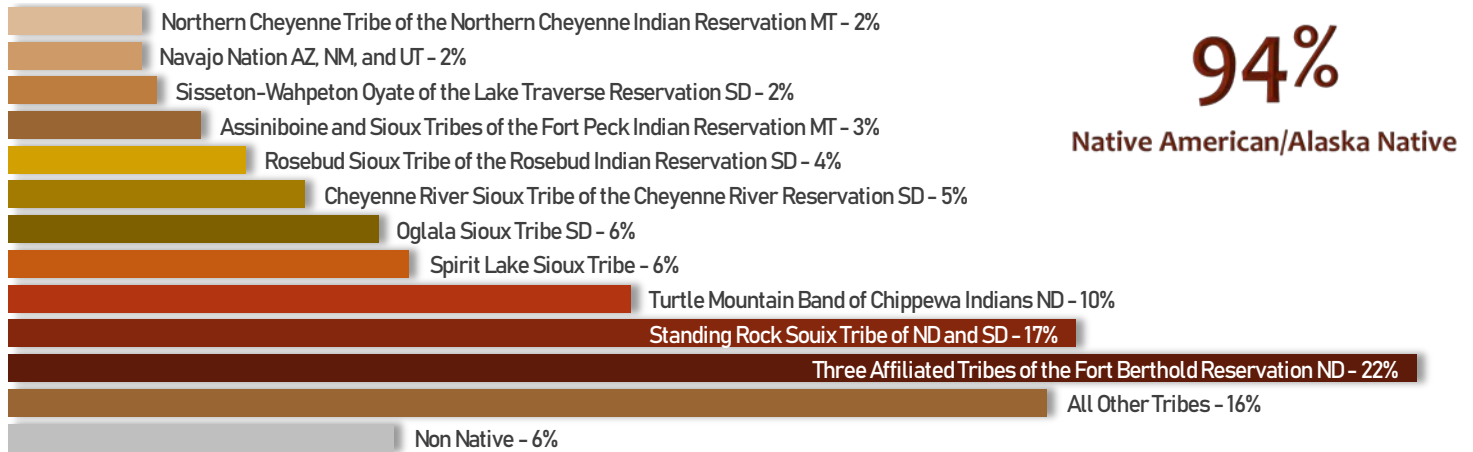 Northern Cheyenne Tribe of the Northern Cheyenne Indian Reservation MT - 2%
Navajo Nation AZ, NM, and UT - 2%
Sisseton-Wahpeton Oyate of the Lake Traverse Reservation SD - 2%
Assiniboine and Sioux Tribes of the Fort Peck Indian Reservation MT - 3%
Rosebud Sioux Tribe of the Rosebud Indian Reservation SD - 4%
Cheyenne River Sioux Tribe of the Cheyenne River Reservation SD - 5%
Oglala Sioux Tribe SD - 6%
Spirit Lake Sioux Tribe - 6%
Turtle Mountain Band of Chippewa Indians ND - 10%
Standing Rock Souix Tribe of ND and SD - 17%
Three Affiliated Tribes of the Fort Berthold Reservation ND - 22%
All Other Tribes - 16%
Non Native - 6%
94%
Native American/Alaska Native